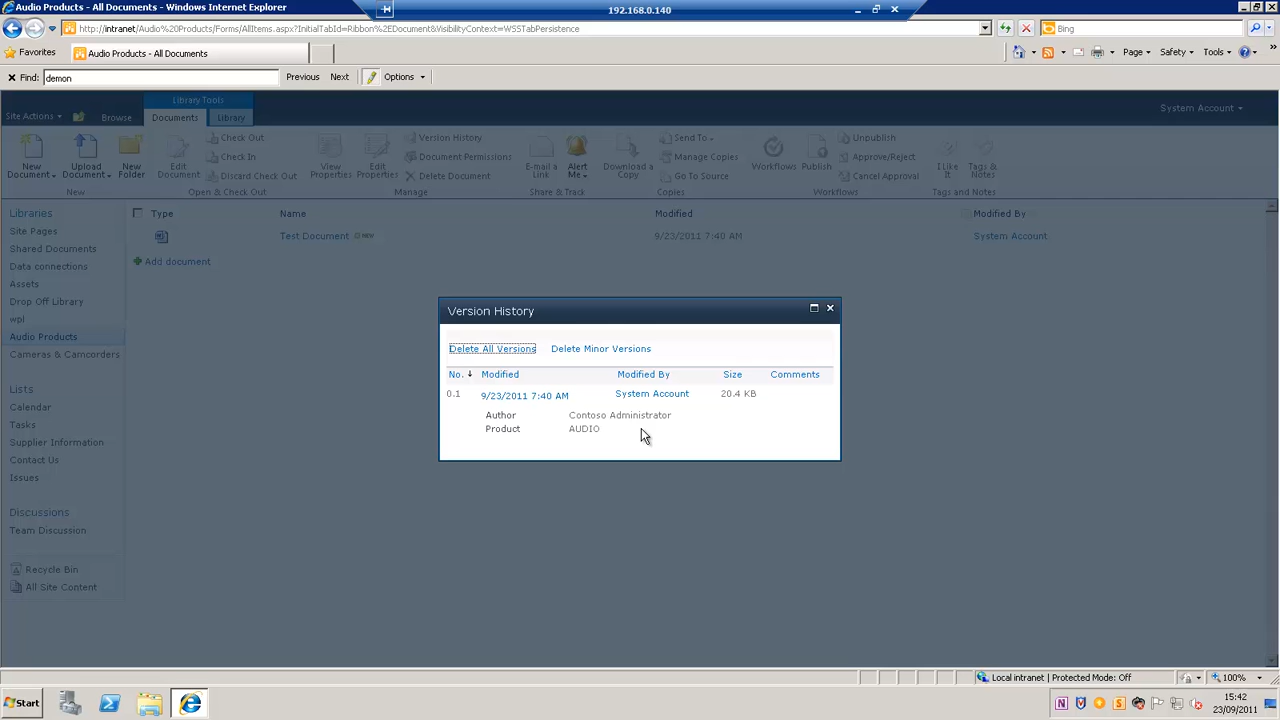 Audio Products - All Documents - Windows Internet Explorer
192.168.0.140
http://intranet/Audio%20Products/Forms/AllItems.aspx?InitialTabId=Ribbon%2EDocument&VisibilityContext=WSSTabPersistence
Bing
Favorites
Audio Products - All Documents
Page
Safety
Tools
Find: demon
Previous
Next
Options
Library Tools
System Account
Site Actions
Browse
Documents
Library
New Document
Upload Document
New Folder
New
Edit Document
Check Out
Check In
Discard Check Out
Open & Check Out
View Properties
Edit Properties
Version History
Document Permissions
Delete Document
Manage
E-mail a Link
Alert Me
Share & Track
Download a Copy
Send To
Manage Copies
Go To Source
Copies
Workflows
Publish
Unpublish
Approve/Reject
Cancel Approval
Workflows
I Like It
Tags & Notes
Tags and Notes
Libraries
Site Pages
Shared Documents
Data connections
Assets
Drop Off Library
wpl
Audio Products
Cameras & Camcorders
Lists
Calendar
Tasks
Supplier Information
Contact Us
Issues
Discussions
Team Discussion
Recycle Bin
All Site Content
Type Name Modified Modified By
Test Document NEW 9/23/2011 7:40 AM System Account
Add document
Version History
Delete All Versions Delete Minor Versions
No. Modified Modified By Size Comments
0.1 9/23/2011 7:40 AM System Account 20.4 KB
Author Contoso Administrator
Product AUDIO
Local intranet | Protected Mode: Off
100%
Start
15:42
23/09/2011